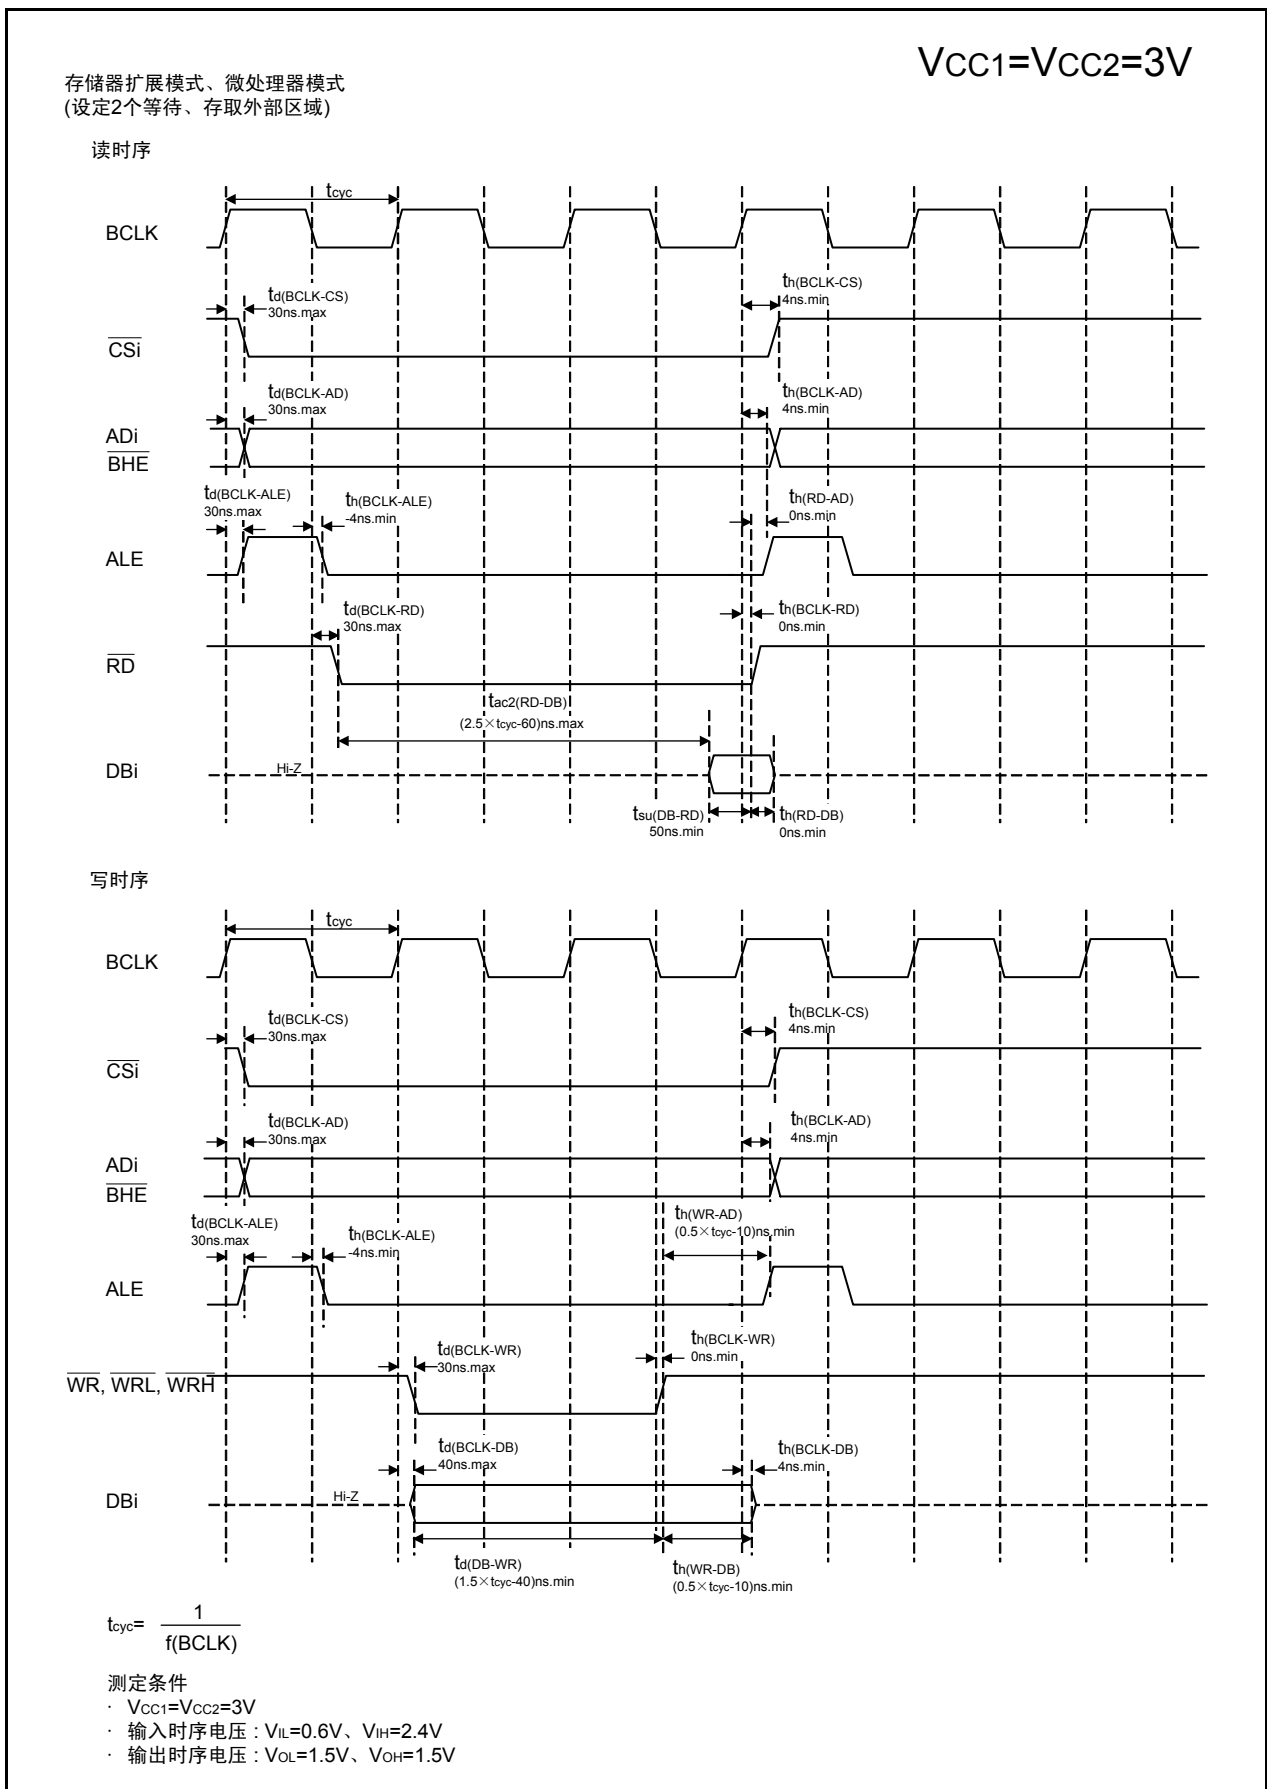 VCC1=VCC2=3V
存储器扩展模式、微处理器模式
(设定2个等待、存取外部区域)
读时序
tcyc
BCLK
td(BCLK-CS)
30ns.max
th(BCLK-CS)
4ns.min
CSi
td(BCLK-AD)
30ns.max
th(BCLK-AD)
4ns.min
ADi
BHE
td(BCLK-ALE)
30ns.max
th(BCLK-ALE)
-4ns.min
th(RD-AD)
0ns.min
ALE
td(BCLK-RD)
30ns.max
th(BCLK-RD)
0ns.min
RD
tac2(RD-DB)
(2.5×tcyc-60)ns.max
DBi
Hi-Z
tsu(DB-RD)
50ns.min
th(RD-DB)
0ns.min
写时序
tcyc
BCLK
td(BCLK-CS)
30ns.max
th(BCLK-CS)
4ns.min
CSi
td(BCLK-AD)
30ns.max
th(BCLK-AD)
4ns.min
ADi
BHE
td(BCLK-ALE)
30ns.max
th(BCLK-ALE)
-4ns.min
th(WR-AD)
(0.5×tcyc-10)ns.min
ALE
td(BCLK-WR)
30ns.max
th(BCLK-WR)
0ns.min
WR, WRL, WRH
td(BCLK-DB)
40ns.max
th(BCLK-DB)
4ns.min
DBi
Hi-Z
td(DB-WR)
(1.5×tcyc-40)ns.min
th(WR-DB)
(0.5×tcyc-10)ns.min
tcyc= 1
f(BCLK)
测定条件
· VCC1=VCC2=3V
· 输入时序电压 : VIL=0.6V、VIH=2.4V
· 输出时序电压 : VOL=1.5V、VOH=1.5V